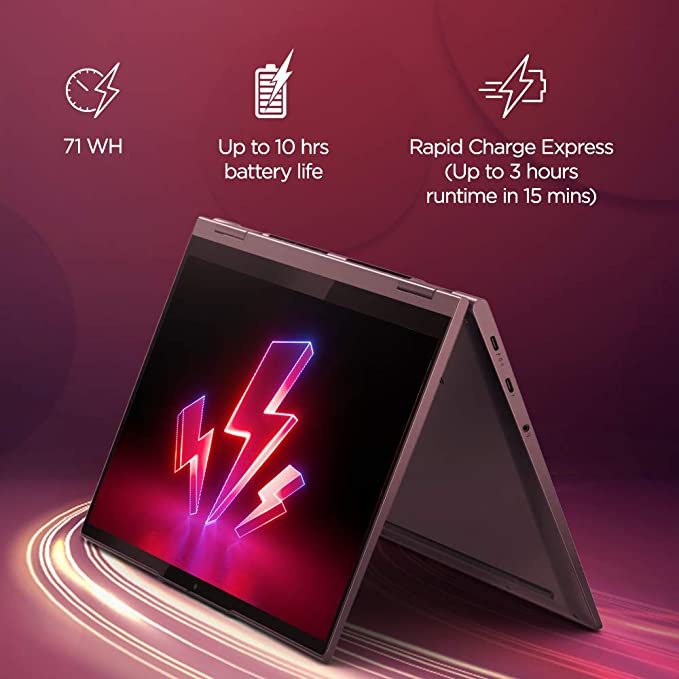 71 WH
Up to 10 hrs
battery life
Rapid Charge Express
(Up to 3 hours
runtime in 15 mins)